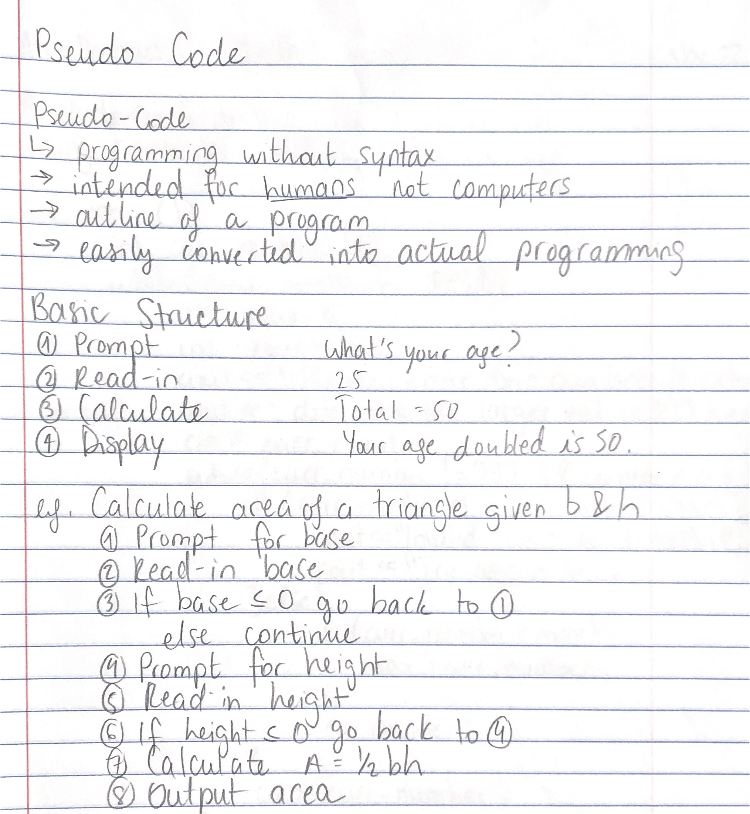 Pseudo Code
Pseudo-Code
↳ programming without syntax
→ intended for humans not computers
→ outline of a program
→ easily converted into actual programming
Basic Structure
① Prompt What's your age?
② Read-in 25
③ Calculate Total = 50
④ Display Your age doubled is 50.
eg. Calculate area of a triangle given b & h
① Prompt for base
② Read-in base
③ If base ≤ 0 go back to ①
else continue
④ Prompt for height
⑤ Read-in height
⑥ If height ≤ 0 go back to ④
⑦ Calculate A = ½ bh
⑧ Output area